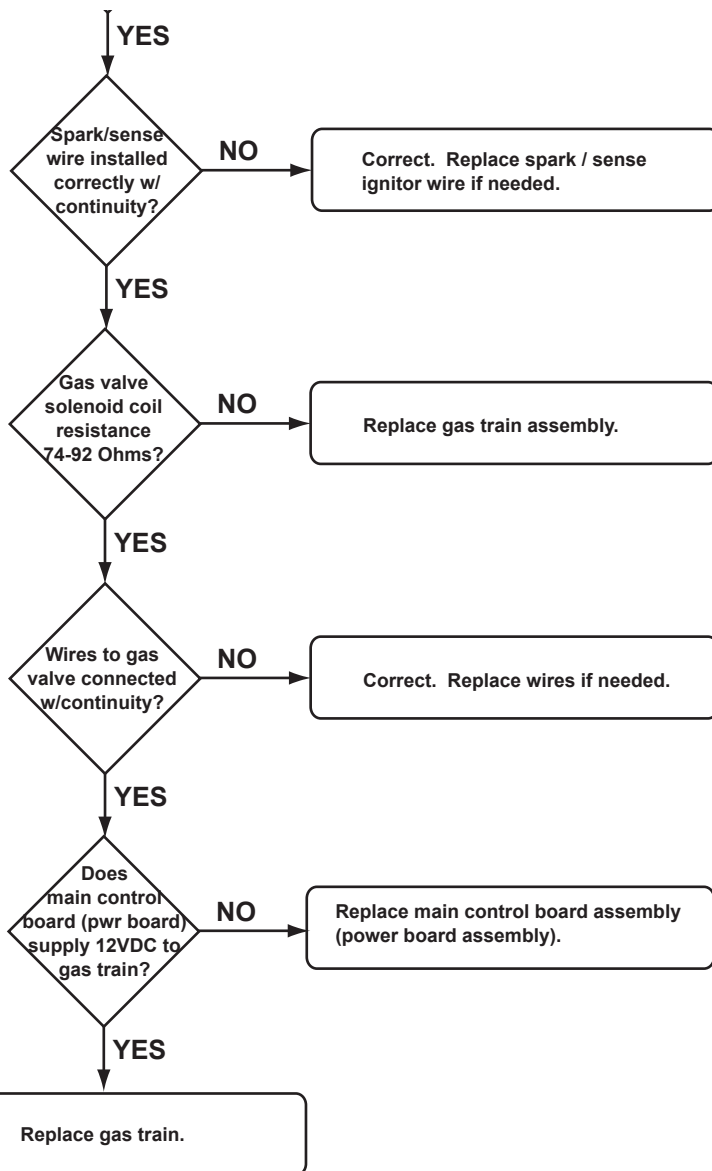 YES
Spark/sense
wire installed
correctly w/
continuity?
NO
Correct.  Replace spark / sense
ignitor wire if needed.
YES
Gas valve
solenoid coil
resistance
74-92 Ohms?
NO
Replace gas train assembly.
YES
Wires to gas
valve connected
w/continuity?
NO
Correct.  Replace wires if needed.
YES
Does
main control
board (pwr board)
supply 12VDC to
gas train?
NO
Replace main control board assembly
(power board assembly).
YES
Replace gas train.